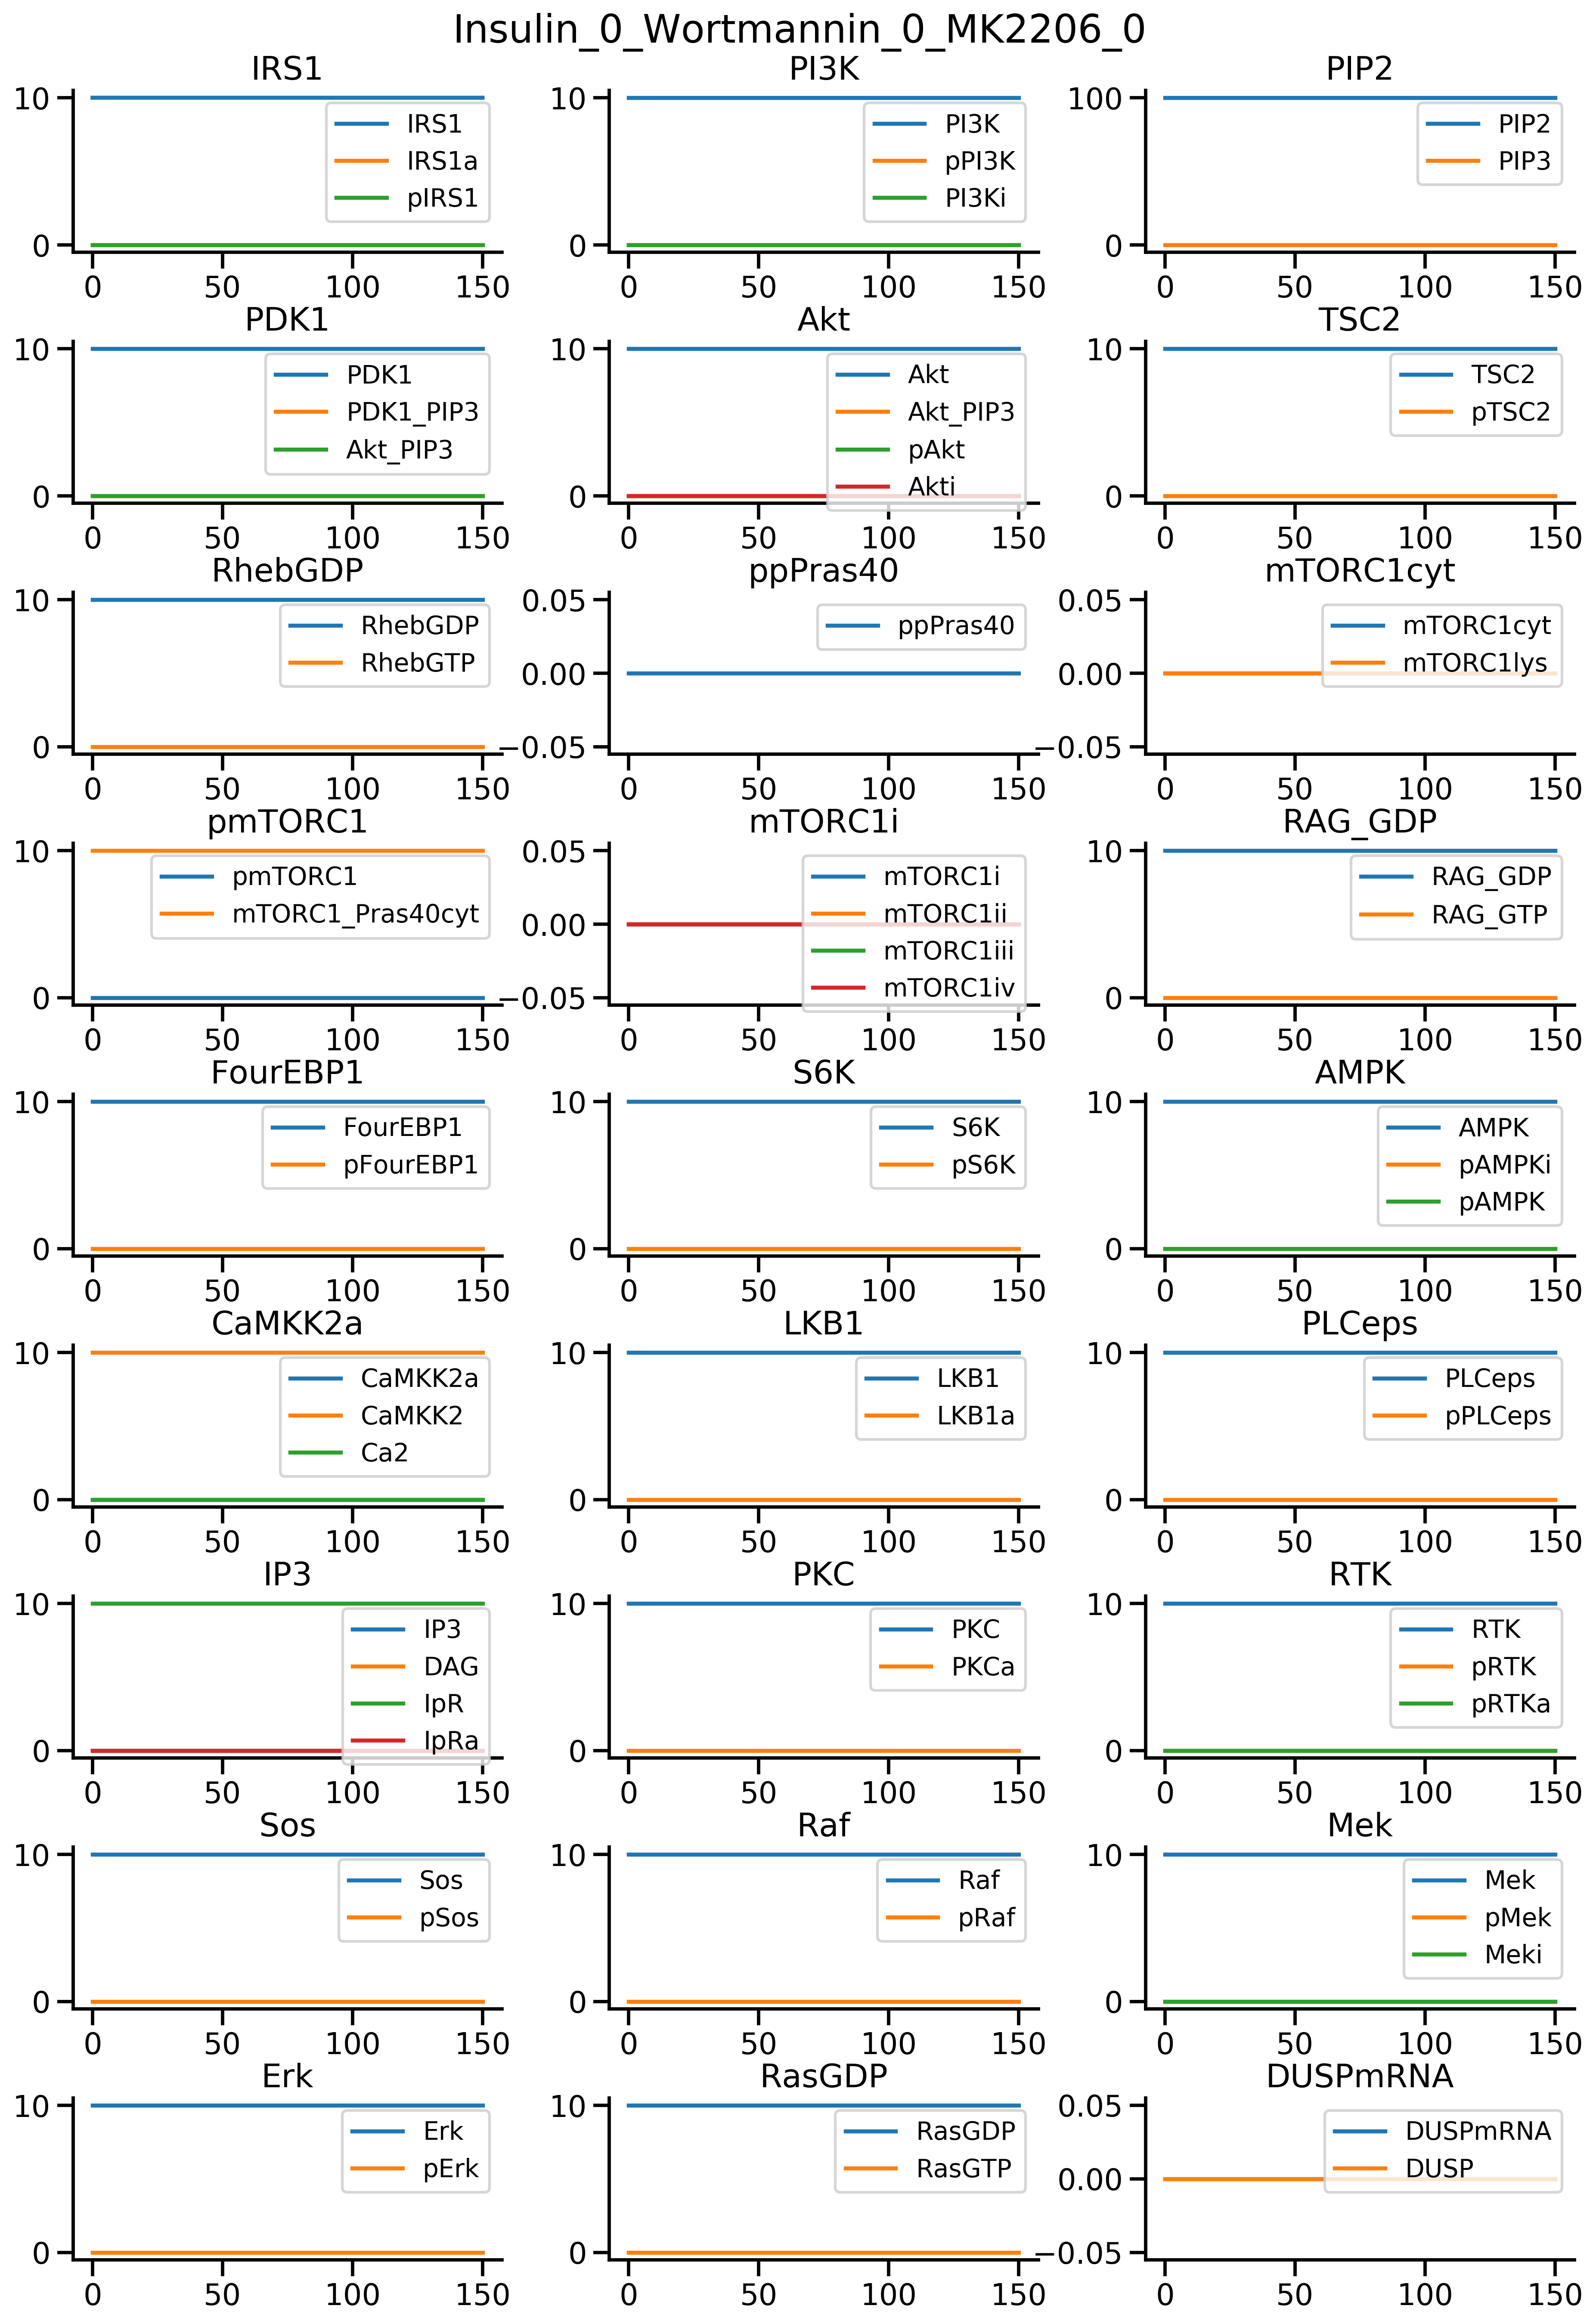 Insulin_0_Wortmannin_0_MK2206_0
IRS1
10
0
0 50 100 150
IRS1
IRS1a
pIRS1
PI3K
10
0
0 50 100 150
PI3K
pPI3K
PI3Ki
PIP2
100
0
0 50 100 150
PIP2
PIP3
PDK1
10
0
0 50 100 150
PDK1
PDK1_PIP3
Akt_PIP3
Akt
10
0
0 50 100 150
Akt
Akt_PIP3
pAkt
Akti
TSC2
10
0
0 50 100 150
TSC2
pTSC2
RhebGDP
10
0
0 50 100 150
RhebGDP
RhebGTP
ppPras40
0.05
0.00
−0.05
0 50 100 150
ppPras40
mTORC1cyt
0.05
0.00
−0.05
0 50 100 150
mTORC1cyt
mTORC1lys
pmTORC1
10
0
0 50 100 150
pmTORC1
mTORC1_Pras40cyt
mTORC1i
0.05
0.00
−0.05
0 50 100 150
mTORC1i
mTORC1ii
mTORC1iii
mTORC1iv
RAG_GDP
10
0
0 50 100 150
RAG_GDP
RAG_GTP
FourEBP1
10
0
0 50 100 150
FourEBP1
pFourEBP1
S6K
10
0
0 50 100 150
S6K
pS6K
AMPK
10
0
0 50 100 150
AMPK
pAMPKi
pAMPK
CaMKK2a
10
0
0 50 100 150
CaMKK2a
CaMKK2
Ca2
LKB1
10
0
0 50 100 150
LKB1
LKB1a
PLCeps
10
0
0 50 100 150
PLCeps
pPLCeps
IP3
10
0
0 50 100 150
IP3
DAG
IpR
IpRa
PKC
10
0
0 50 100 150
PKC
PKCa
RTK
10
0
0 50 100 150
RTK
pRTK
pRTKa
Sos
10
0
0 50 100 150
Sos
pSos
Raf
10
0
0 50 100 150
Raf
pRaf
Mek
10
0
0 50 100 150
Mek
pMek
Meki
Erk
10
0
0 50 100 150
Erk
pErk
RasGDP
10
0
0 50 100 150
RasGDP
RasGTP
DUSPmRNA
0.05
0.00
−0.05
0 50 100 150
DUSPmRNA
DUSP